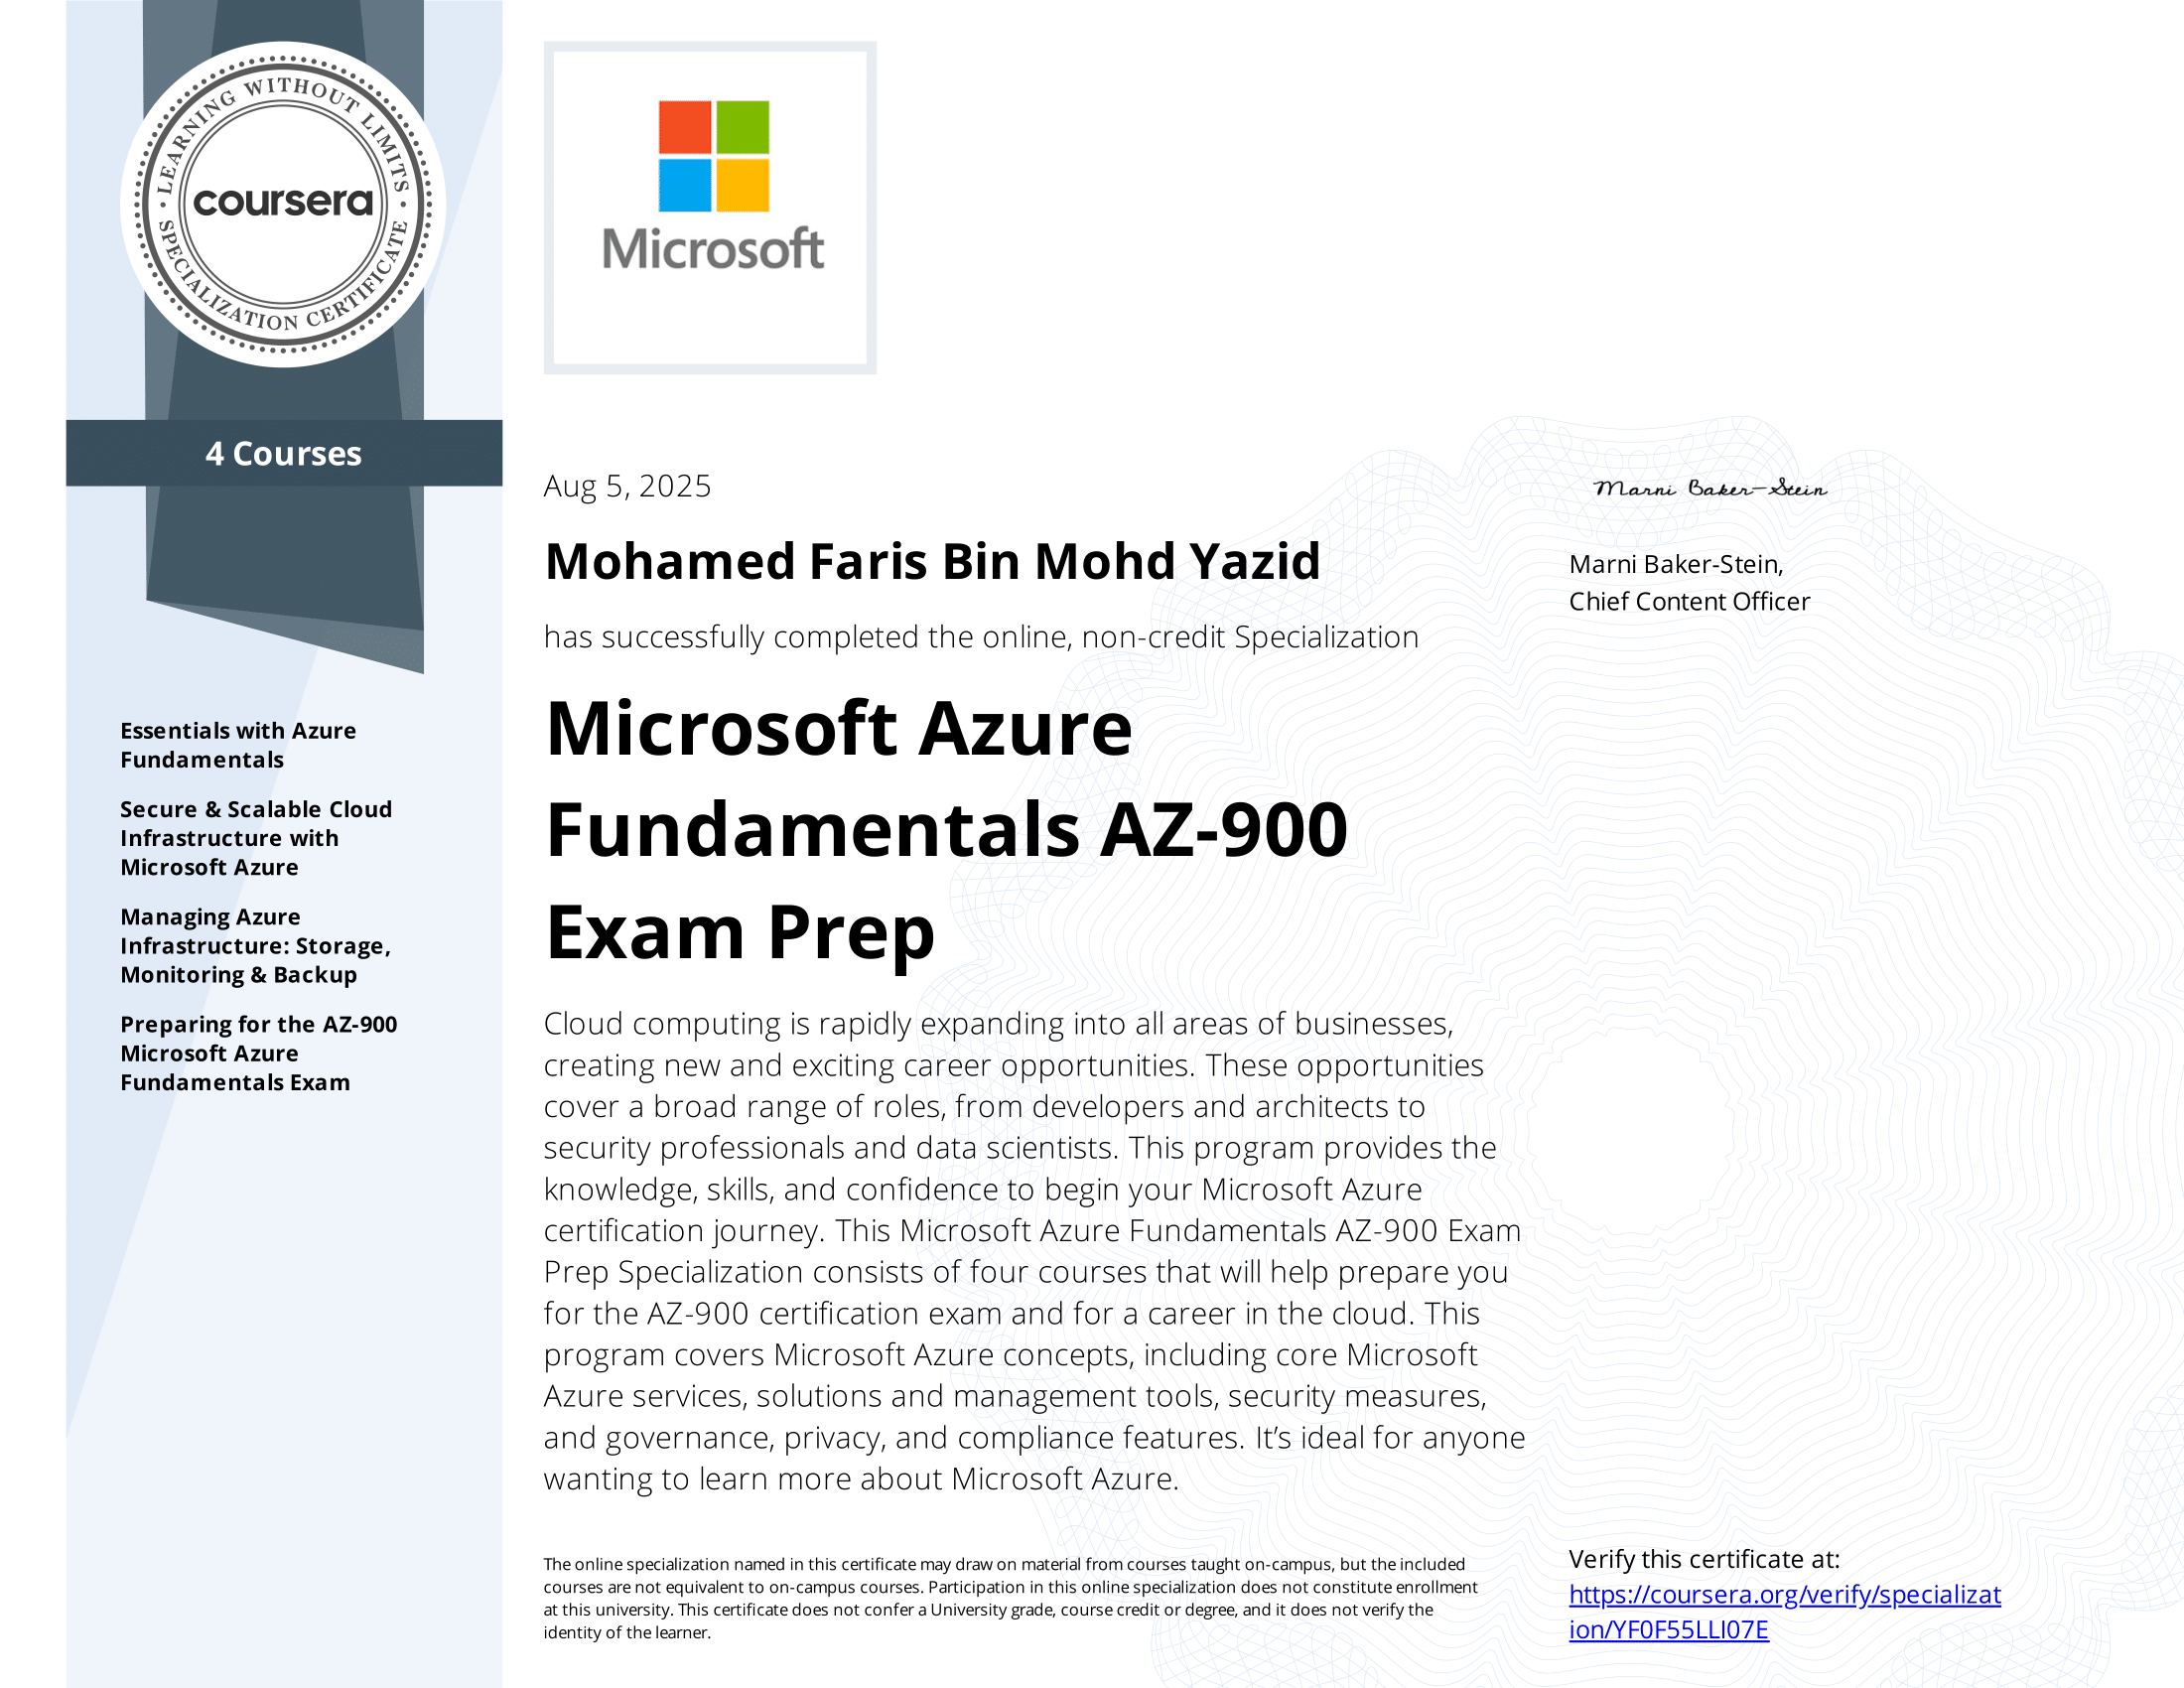 LEARNING WITHOUT LIMITS
coursera
SPECIALIZATION CERTIFICATE
4 Courses
Essentials with Azure
Fundamentals
Secure & Scalable Cloud
Infrastructure with
Microsoft Azure
Managing Azure
Infrastructure: Storage,
Monitoring & Backup
Preparing for the AZ-900
Microsoft Azure
Fundamentals Exam
Microsoft
Aug 5, 2025
Mohamed Faris Bin Mohd Yazid
has successfully completed the online, non-credit Specialization
Microsoft Azure
Fundamentals AZ-900
Exam Prep
Cloud computing is rapidly expanding into all areas of businesses,
creating new and exciting career opportunities. These opportunities
cover a broad range of roles, from developers and architects to
security professionals and data scientists. This program provides the
knowledge, skills, and confidence to begin your Microsoft Azure
certification journey. This Microsoft Azure Fundamentals AZ-900 Exam
Prep Specialization consists of four courses that will help prepare you
for the AZ-900 certification exam and for a career in the cloud. This
program covers Microsoft Azure concepts, including core Microsoft
Azure services, solutions and management tools, security measures,
and governance, privacy, and compliance features. It’s ideal for anyone
wanting to learn more about Microsoft Azure.
The online specialization named in this certificate may draw on material from courses taught on-campus, but the included
courses are not equivalent to on-campus courses. Participation in this online specialization does not constitute enrollment
at this university. This certificate does not confer a University grade, course credit or degree, and it does not verify the
identity of the learner.
Marni Baker-Stein
Marni Baker-Stein,
Chief Content Officer
Verify this certificate at:
https://coursera.org/verify/specializat
ion/YF0F55LLI07E